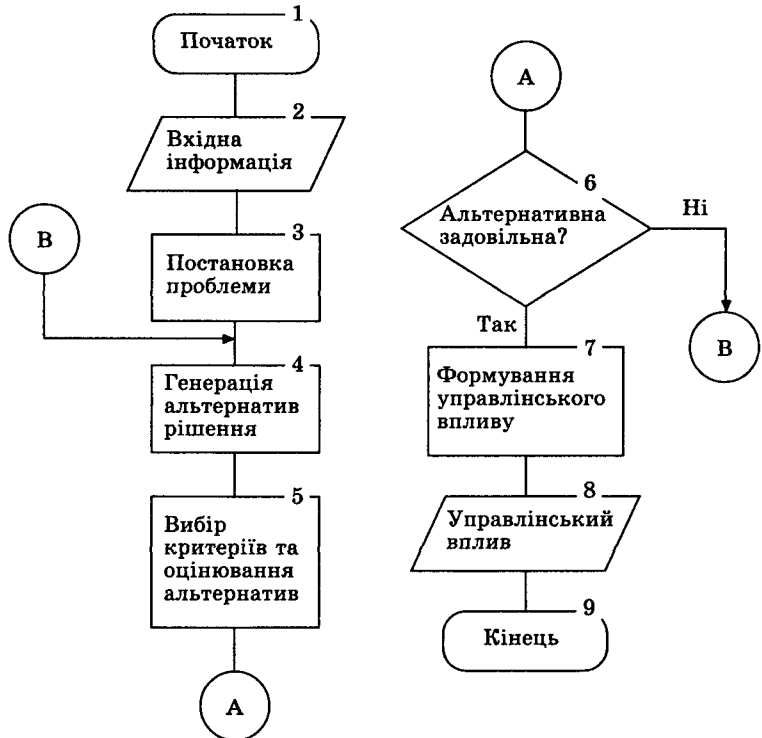 1
Початок
2
Вхідна
інформація
В
3
Постановка
проблеми
4
Генерація
альтернатив
рішення
5
Вибір
критеріїв та
оцінювання
альтернатив
А
А
6
Альтернативна
задовільна?
Ні
В
Так
7
Формування
управлінського
впливу
8
Управлінський
вплив
9
Кінець